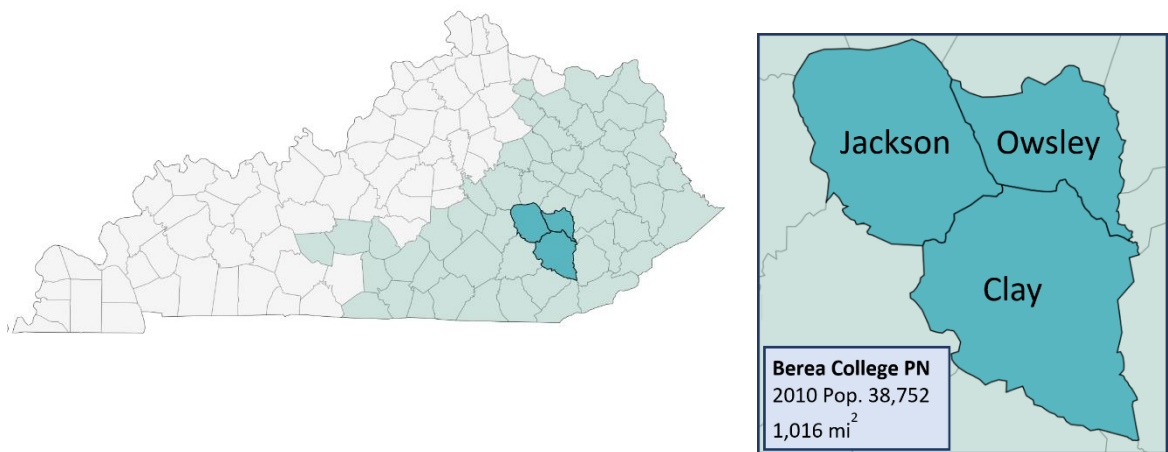 Jackson
Owsley
Clay
Berea College PN
2010 Pop. 38,752
1,016 mi²